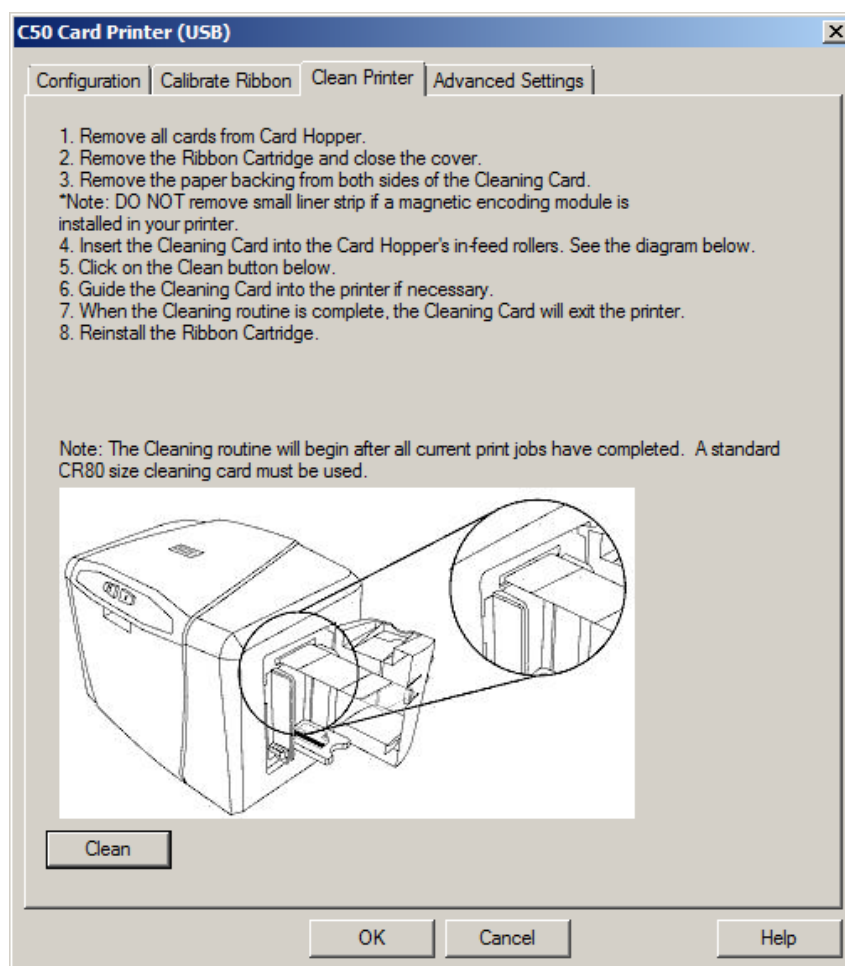 C50 Card Printer (USB)
Configuration Calibrate Ribbon Clean Printer Advanced Settings
1. Remove all cards from Card Hopper.
2. Remove the Ribbon Cartridge and close the cover.
3. Remove the paper backing from both sides of the Cleaning Card.
*Note: DO NOT remove small liner strip if a magnetic encoding module is
installed in your printer.
4. Insert the Cleaning Card into the Card Hopper's in-feed rollers. See the diagram below.
5. Click on the Clean button below.
6. Guide the Cleaning Card into the printer if necessary.
7. When the Cleaning routine is complete, the Cleaning Card will exit the printer.
8. Reinstall the Ribbon Cartridge.
Note: The Cleaning routine will begin after all current print jobs have completed.  A standard
CR80 size cleaning card must be used.
Clean
OK Cancel Help